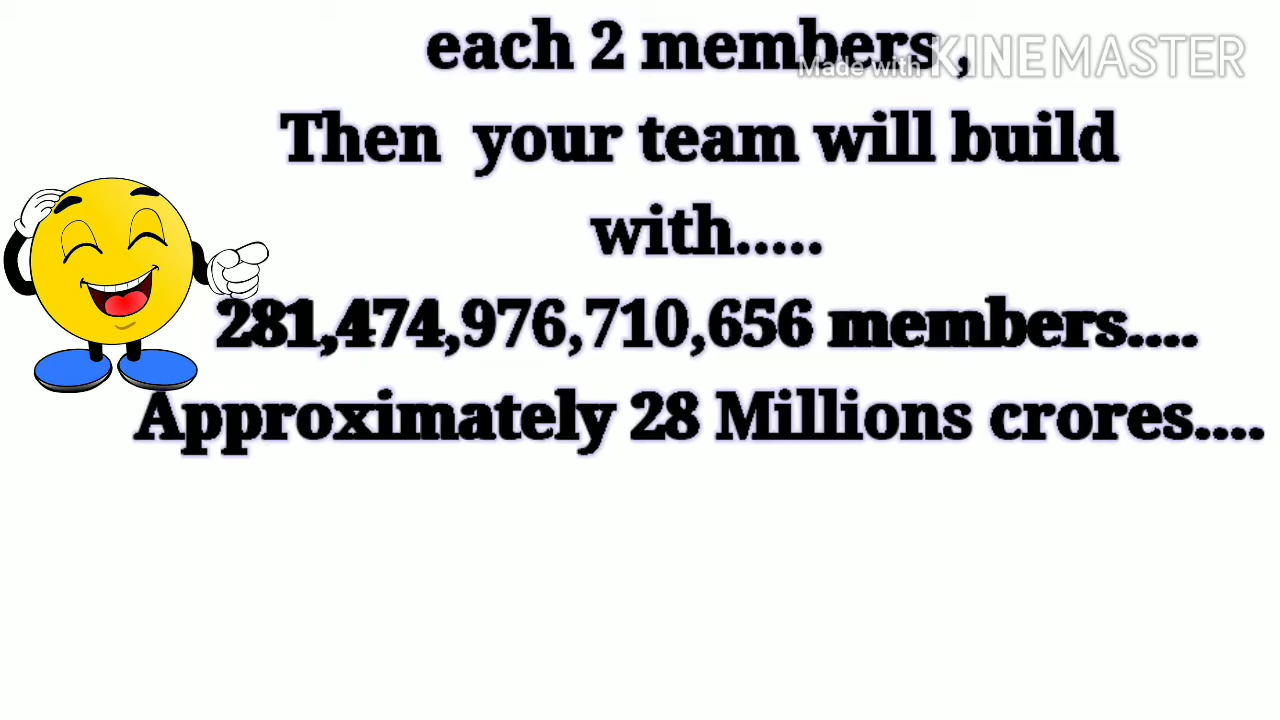 each 2 members ,
Made with KINEMASTER
Then your team will build
with.....
281,474,976,710,656 members....
Approximately 28 Millions crores....